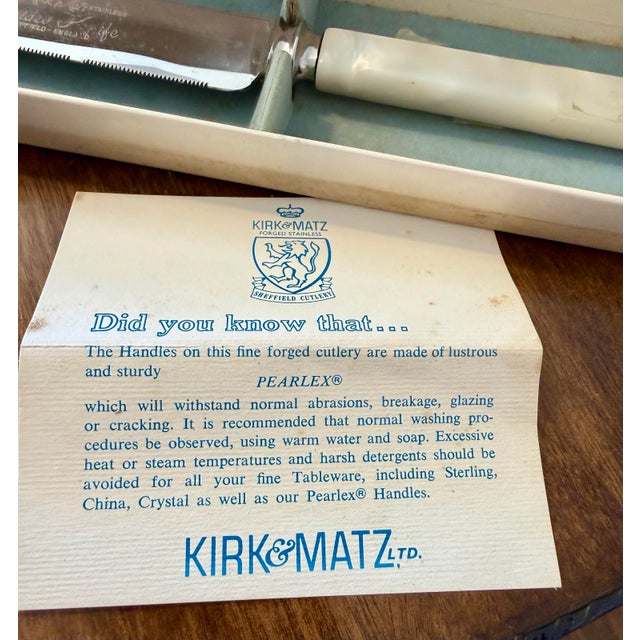 ENGLAND
KIRK&MATZ
FORGED STAINLESS
SHEFFIELD CUTLERY
Did you know that...
The Handles on this fine forged cutlery are made of lustrous
and sturdy
PEARLEX®
which will withstand normal abrasions, breakage, glazing
or cracking. It is recommended that normal washing pro-
cedures be observed, using warm water and soap. Excessive
heat or steam temperatures and harsh detergents should be
avoided for all your fine Tableware, including Sterling,
China, Crystal as well as our Pearlex® Handles.
KIRK&MATZ LTD.